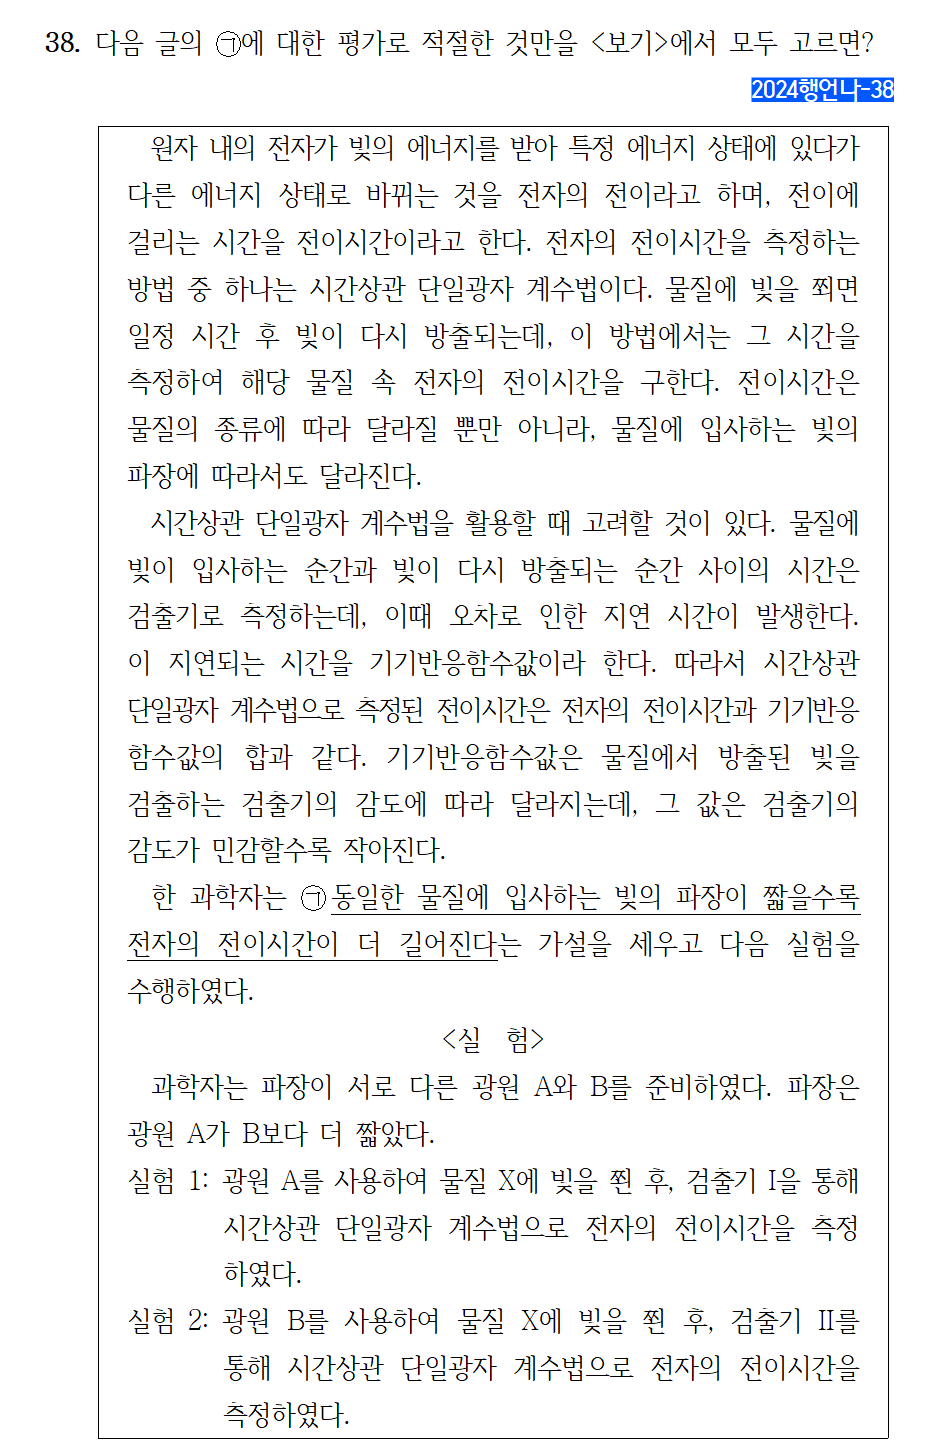 38. 다음 글의 ㉠에 대한 평가로 적절한 것만을 <보기>에서 모두 고르면?
2024행언나-38
원자 내의 전자가 빛의 에너지를 받아 특정 에너지 상태에 있다가
다른 에너지 상태로 바뀌는 것을 전자의 전이라고 하며, 전이에
걸리는 시간을 전이시간이라고 한다. 전자의 전이시간을 측정하는
방법 중 하나는 시간상관 단일광자 계수법이다. 물질에 빛을 쬐면
일정 시간 후 빛이 다시 방출되는데, 이 방법에서는 그 시간을
측정하여 해당 물질 속 전자의 전이시간을 구한다. 전이시간은
물질의 종류에 따라 달라질 뿐만 아니라, 물질에 입사하는 빛의
파장에 따라서도 달라진다.
시간상관 단일광자 계수법을 활용할 때 고려할 것이 있다. 물질에
빛이 입사하는 순간과 빛이 다시 방출되는 순간 사이의 시간은
검출기로 측정하는데, 이때 오차로 인한 지연 시간이 발생한다.
이 지연되는 시간을 기기반응함수값이라 한다. 따라서 시간상관
단일광자 계수법으로 측정된 전이시간은 전자의 전이시간과 기기반응
함수값의 합과 같다. 기기반응함수값은 물질에서 방출된 빛을
검출하는 검출기의 감도에 따라 달라지는데, 그 값은 검출기의
감도가 민감할수록 작아진다.
한 과학자는 ㉠동일한 물질에 입사하는 빛의 파장이 짧을수록
전자의 전이시간이 더 길어진다는 가설을 세우고 다음 실험을
수행하였다.
<실 험>
과학자는 파장이 서로 다른 광원 A와 B를 준비하였다. 파장은
광원 A가 B보다 더 짧았다.
실험 1: 광원 A를 사용하여 물질 X에 빛을 쬔 후, 검출기 I을 통해
시간상관 단일광자 계수법으로 전자의 전이시간을 측정
하였다.
실험 2: 광원 B를 사용하여 물질 X에 빛을 쬔 후, 검출기 II를
통해 시간상관 단일광자 계수법으로 전자의 전이시간을
측정하였다.